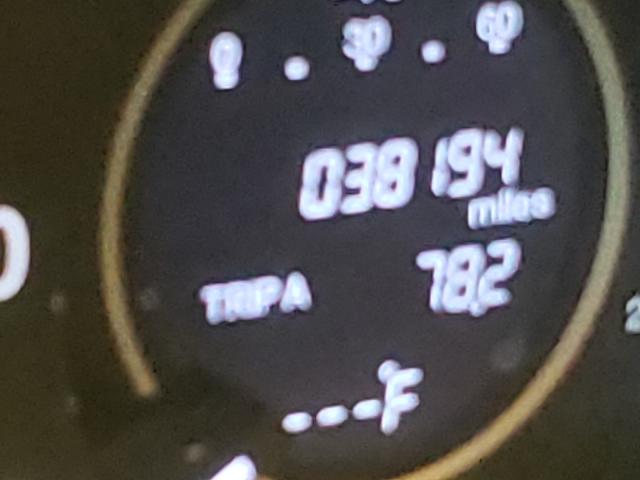 0 . 30 . 60
038194
miles
TRIP A 78.2
---°F